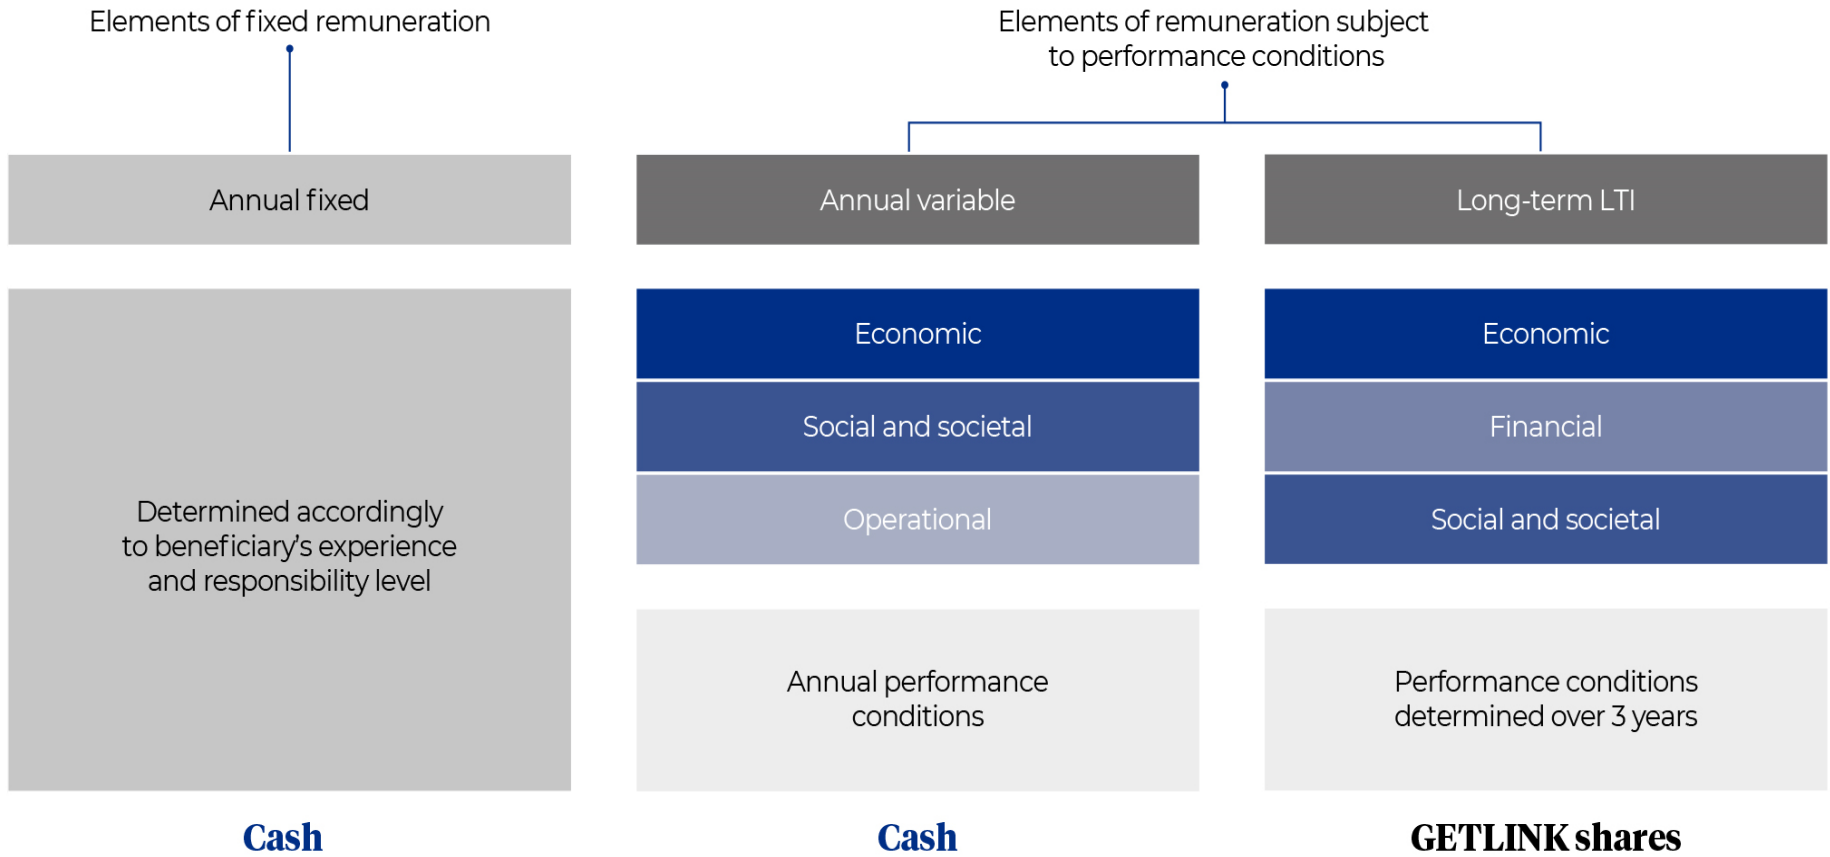 Elements of fixed remuneration
Elements of remuneration subject
to performance conditions
Annual fixed
Annual variable
Long-term LTI
Determined accordingly
to beneficiary’s experience
and responsibility level
Economic
Social and societal
Operational
Economic
Financial
Social and societal
Annual performance
conditions
Performance conditions
determined over 3 years
Cash
Cash
GETLINK shares